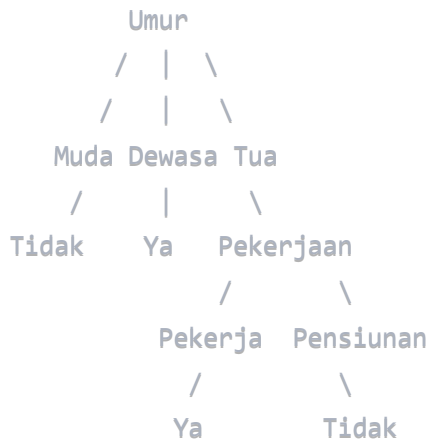 Umur
/ | \
/ | \
Muda Dewasa Tua
/ | \
Tidak Ya Pekerjaan
/ \
Pekerja Pensiunan
/ \
Ya Tidak